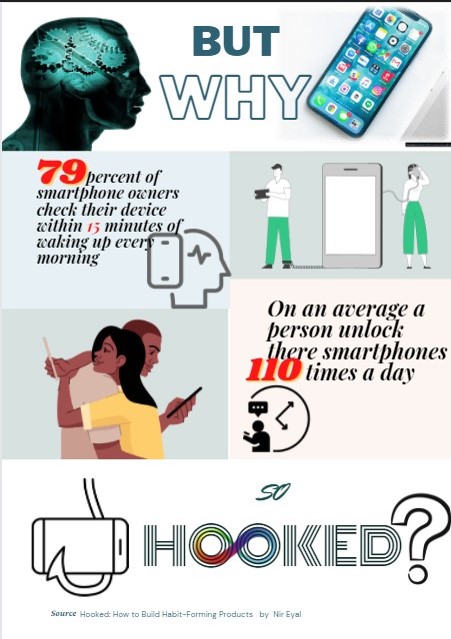 BUT
WHY
79 percent of
smartphone owners
check their device
within 15 minutes of
waking up every
morning
On an average a
person unlock
there smartphones
110 times a day
SO
HOOKED?
Source Hooked: How to Build Habit-Forming Products by Nir Eyal